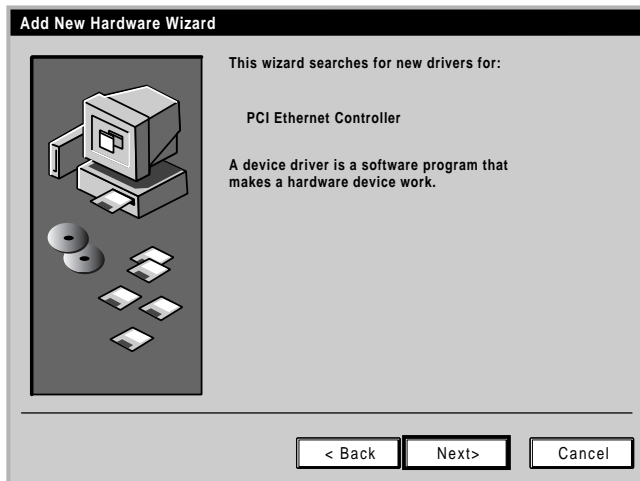 Add New Hardware Wizard
This wizard searches for new drivers for:
PCI Ethernet Controller
A device driver is a software program that
makes a hardware device work.
< Back
Next>
Cancel